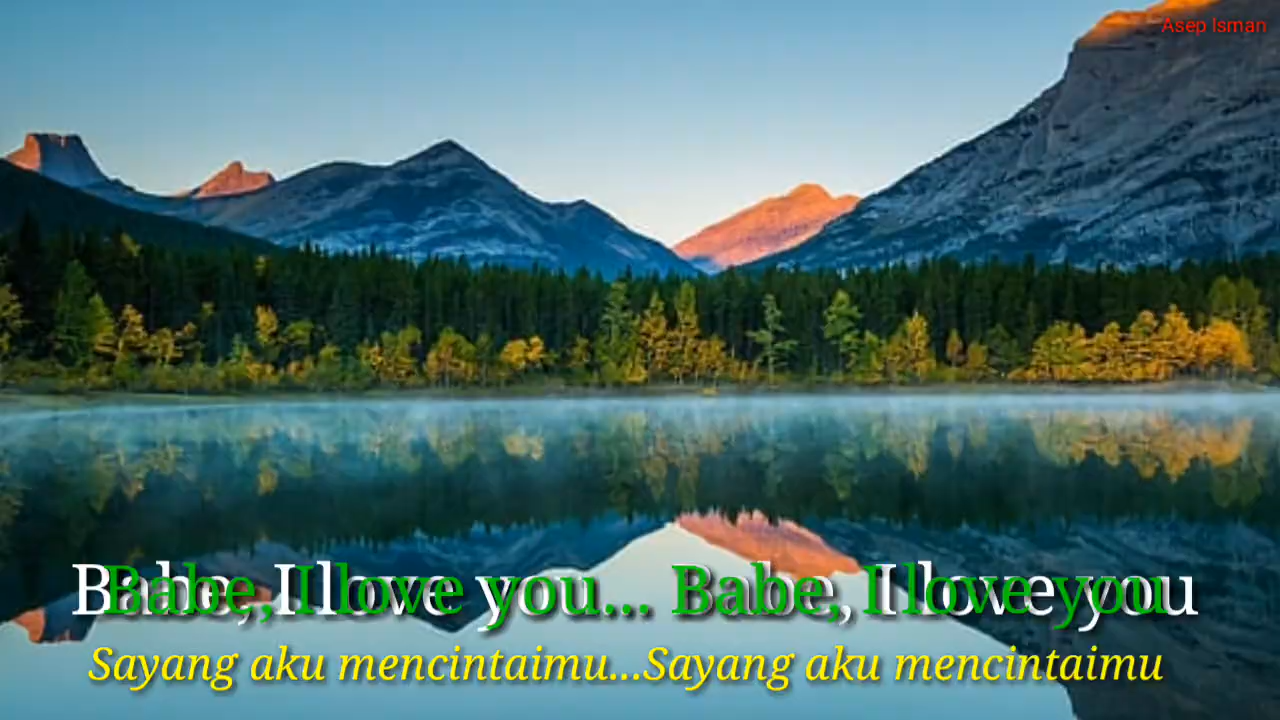 Asep Isman
Babe, I love you... Babe, I love you
Sayang aku mencintaimu...Sayang aku mencintaimu